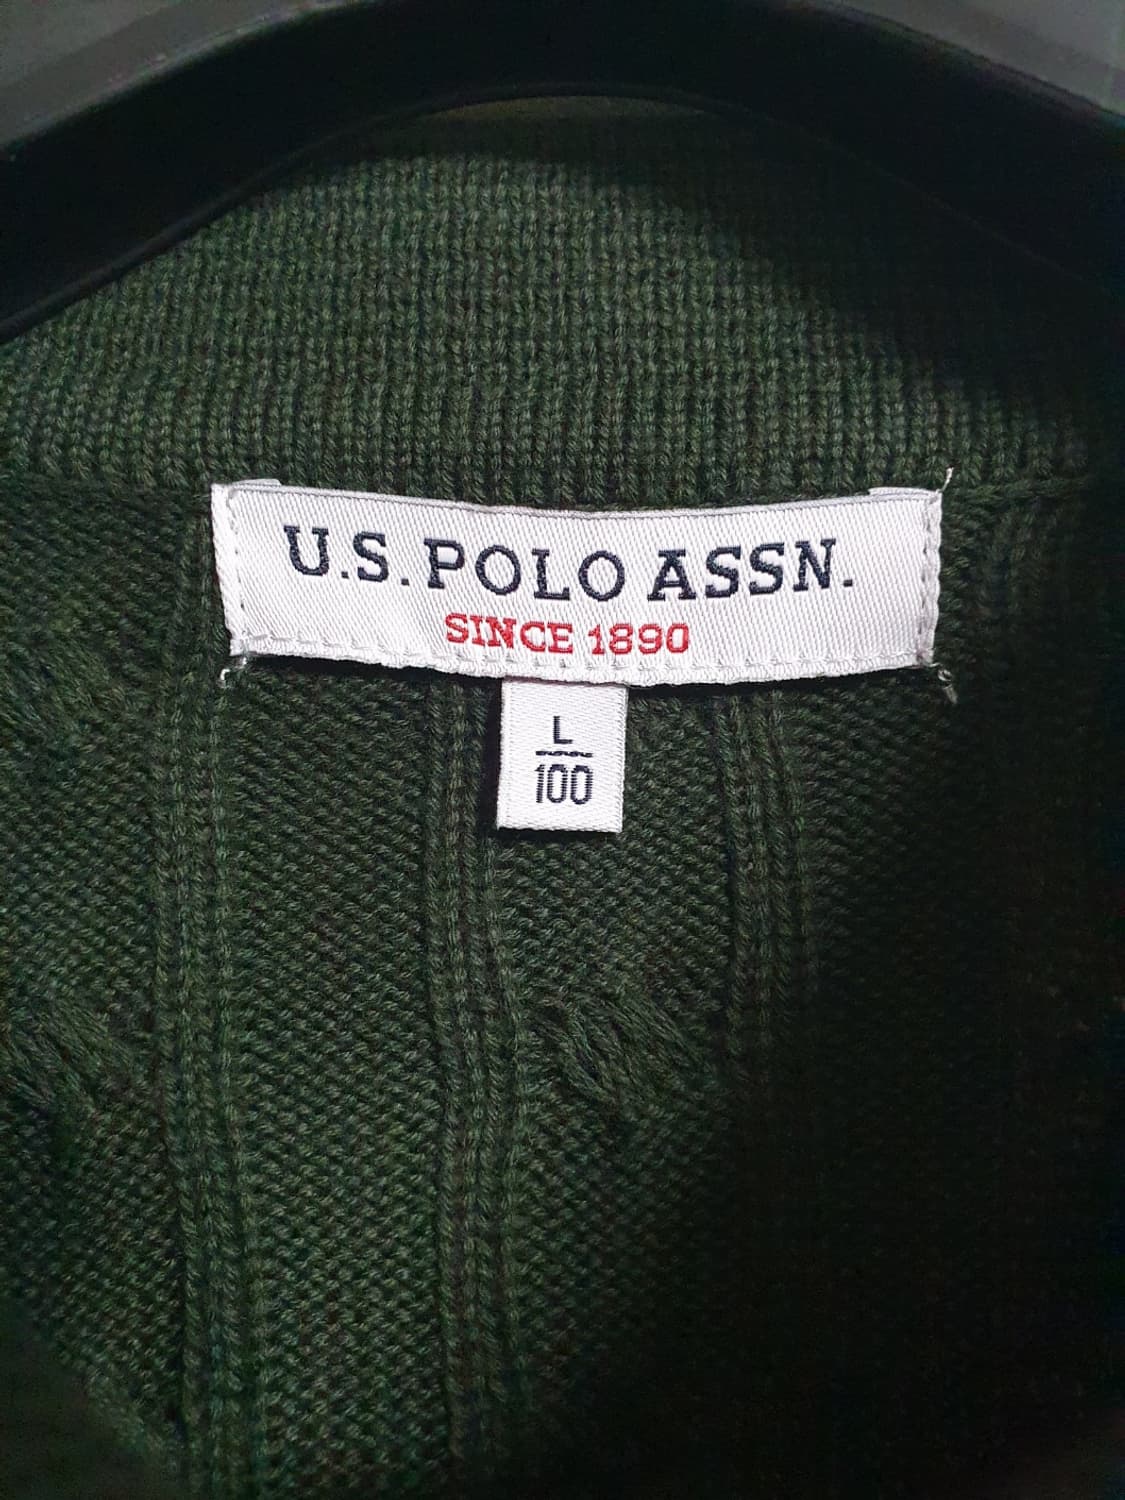 U.S. POLO ASSN.
SINCE 1890
L
100